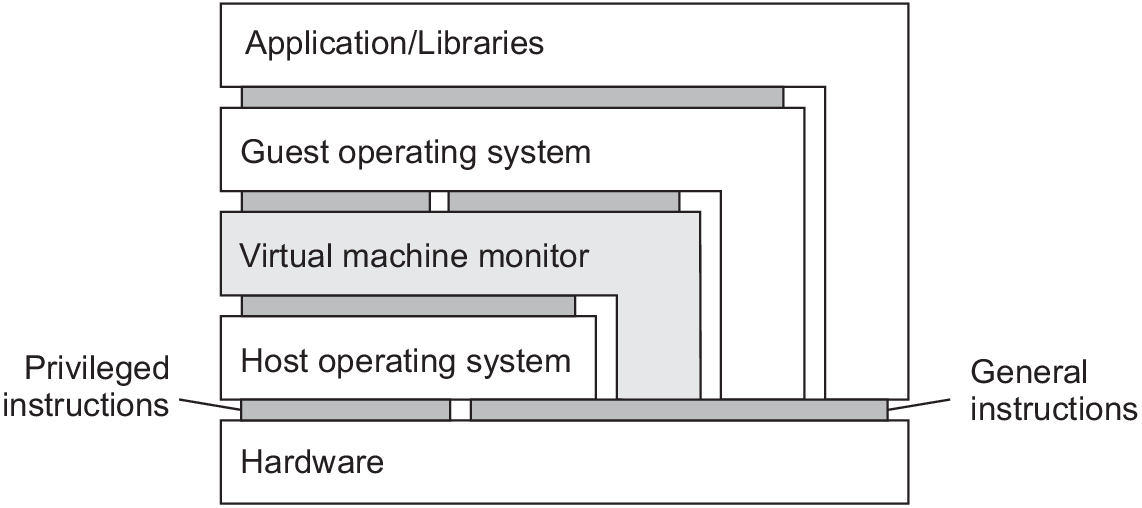 Application/Libraries
Guest operating system
Virtual machine monitor
Host operating system
Privileged
instructions
General
instructions
Hardware